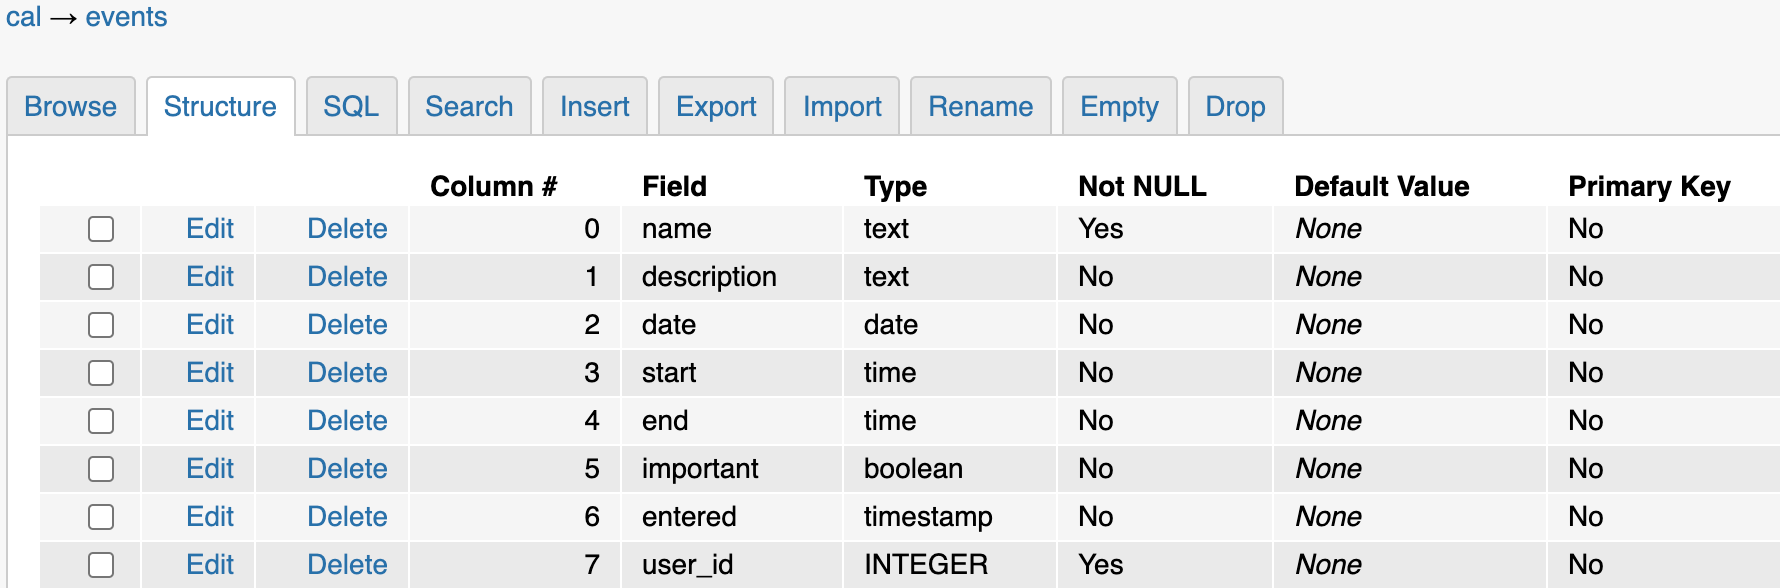 cal → events
Browse Structure SQL Search Insert Export Import Rename Empty Drop
Column # Field Type Not NULL Default Value Primary Key
Edit Delete 0 name text Yes None No
Edit Delete 1 description text No None No
Edit Delete 2 date date No None No
Edit Delete 3 start time No None No
Edit Delete 4 end time No None No
Edit Delete 5 important boolean No None No
Edit Delete 6 entered timestamp No None No
Edit Delete 7 user_id INTEGER Yes None No